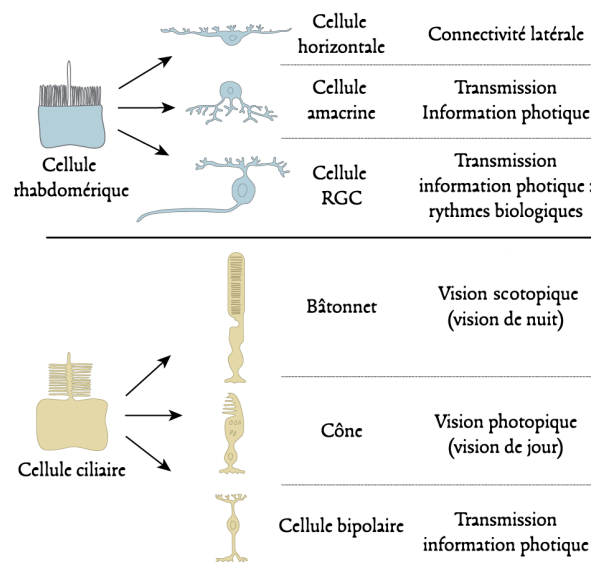 Cellule
horizontale
Connectivité latérale
Cellule
rhabdomérique
Cellule
amacrine
Transmission
Information photique
Cellule
RGC
Transmission
information photique :
rythmes biologiques
Bâtonnet
Vision scotopique
(vision de nuit)
Cellule ciliaire
Cône
Vision photopique
(vision de jour)
Cellule bipolaire
Transmission
information photique